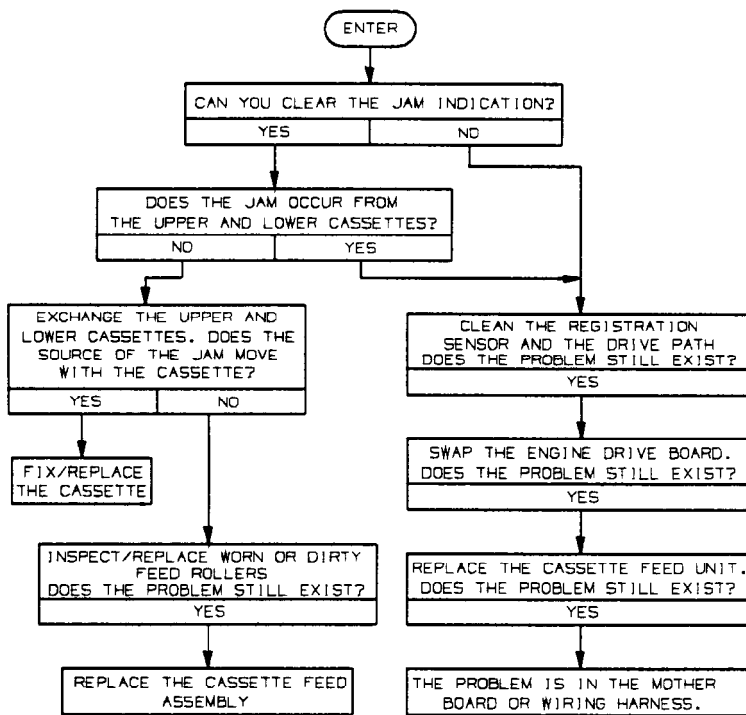 ENTER
CAN YOU CLEAR THE JAM INDICATION?
YES
NO
DOES THE JAM OCCUR FROM
THE UPPER AND LOWER CASSETTES?
NO
YES
EXCHANGE THE UPPER AND
LOWER CASSETTES. DOES THE
SOURCE OF THE JAM MOVE
WITH THE CASSETTE?
YES
NO
FIX/REPLACE
THE CASSETTE
INSPECT/REPLACE WORN OR DIRTY
FEED ROLLERS
DOES THE PROBLEM STILL EXIST?
YES
REPLACE THE CASSETTE FEED
ASSEMBLY
CLEAN THE REGISTRATION
SENSOR AND THE DRIVE PATH
DOES THE PROBLEM STILL EXIST?
YES
SWAP THE ENGINE DRIVE BOARD.
DOES THE PROBLEM STILL EXIST?
YES
REPLACE THE CASSETTE FEED UNIT.
DOES THE PROBLEM STILL EXIST?
YES
THE PROBLEM IS IN THE MOTHER
BOARD OR WIRING HARNESS.